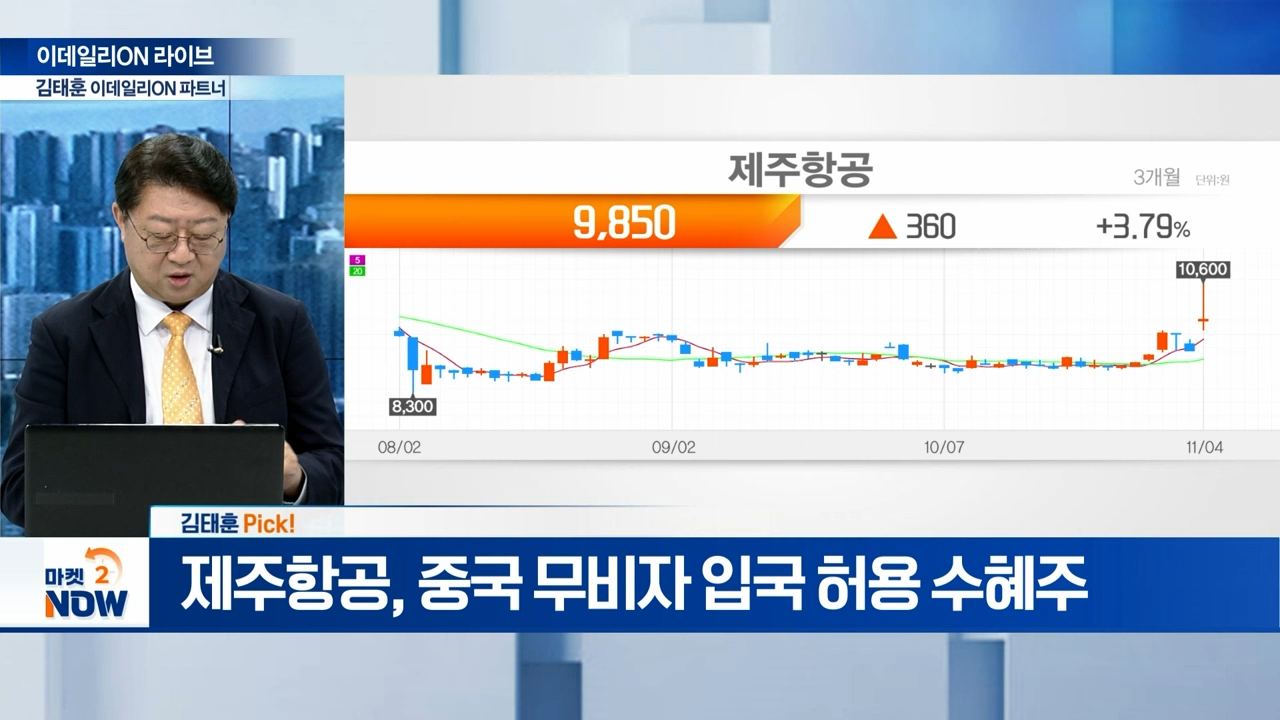 이데일리ON 라이브
김태훈 이데일리ON 파트너
제주항공
3개월 단위:원
9,850 ▲ 360 +3.79%
5
20
10,600
8,300
08/02 09/02 10/07 11/04
김태훈 Pick!
마켓 2
NOW
제주항공, 중국 무비자 입국 허용 수혜주